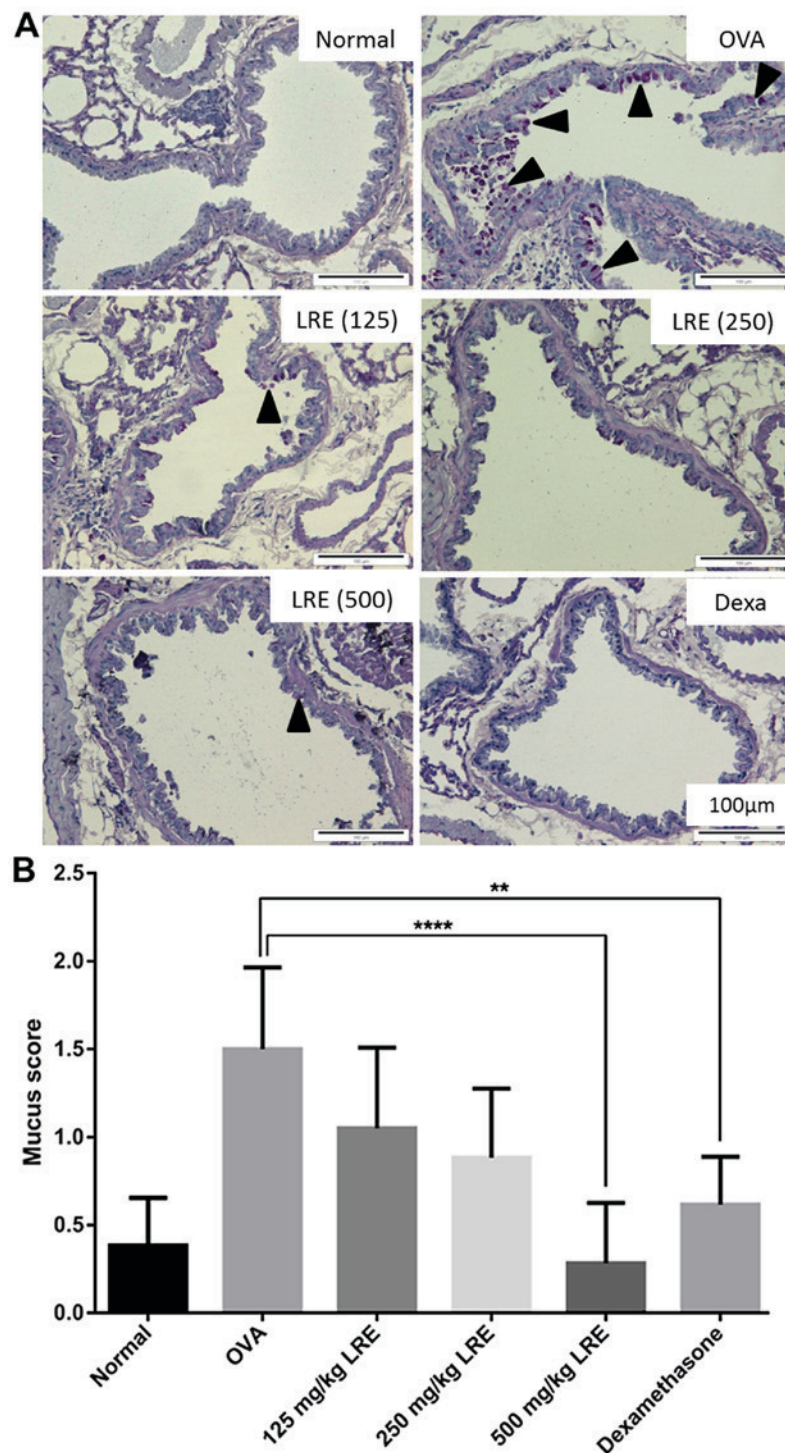 A
Normal
OVA
LRE (125)
LRE (250)
LRE (500)
Dexa
100μm
B
**
****
2.5
2.0
1.5
1.0
0.5
0.0
Mucus score
Normal
OVA
125 mg/kg LRE
250 mg/kg LRE
500 mg/kg LRE
Dexamethasone